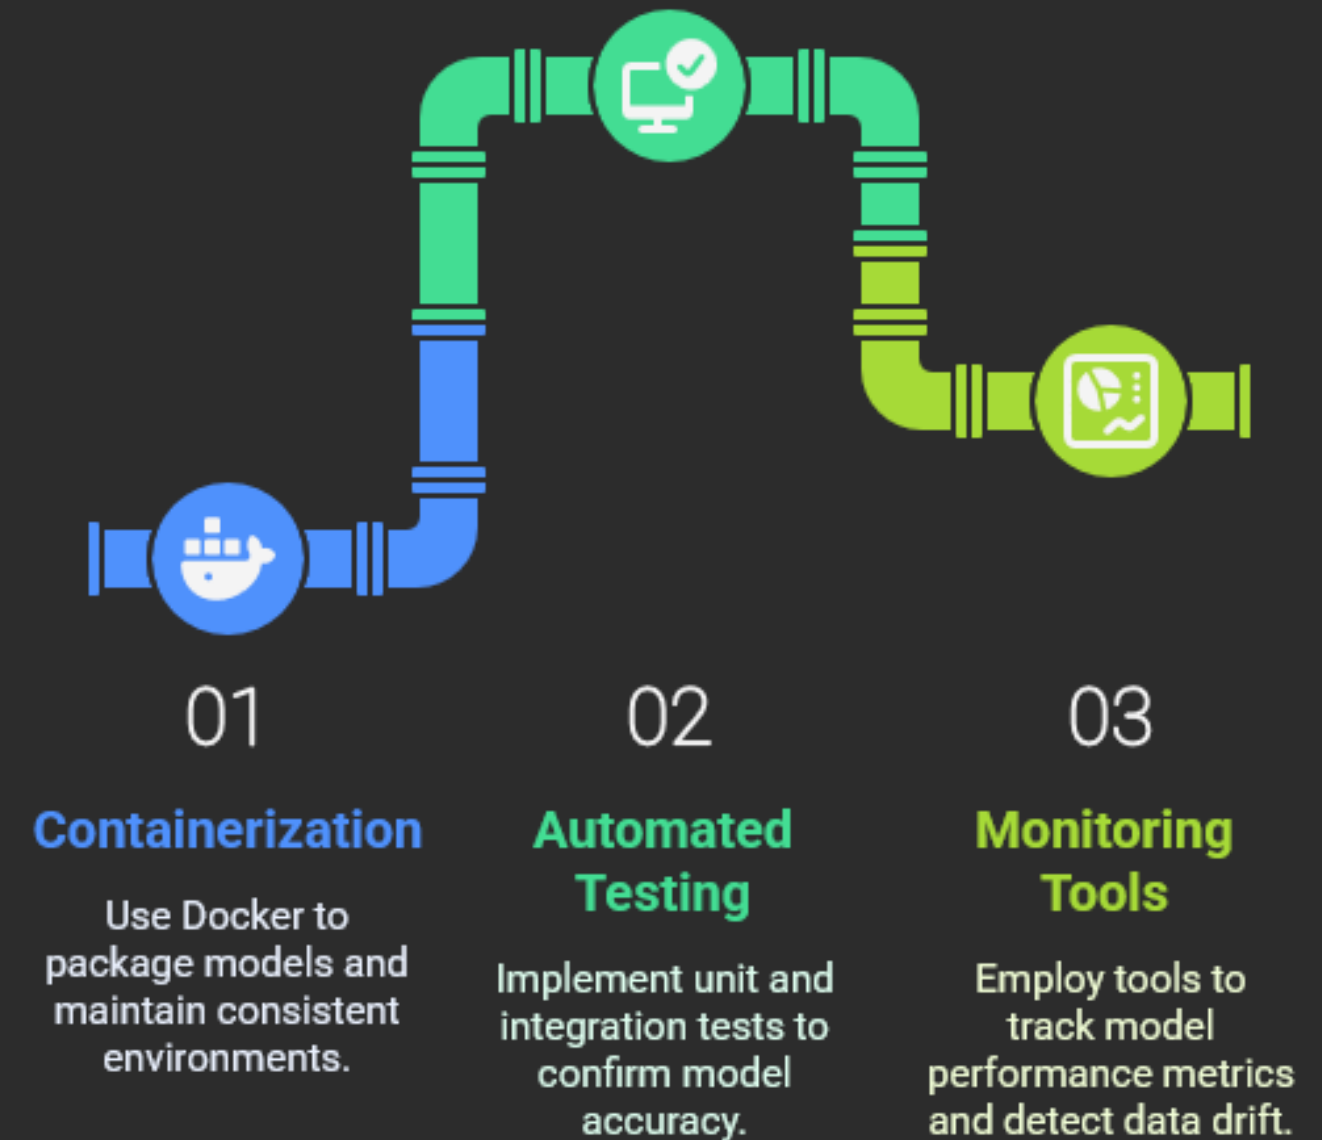 01
Containerization
Use Docker to
package models and
maintain consistent
environments.
02
Automated
Testing
Implement unit and
integration tests to
confirm model
accuracy.
03
Monitoring
Tools
Employ tools to
track model
performance metrics
and detect data drift.